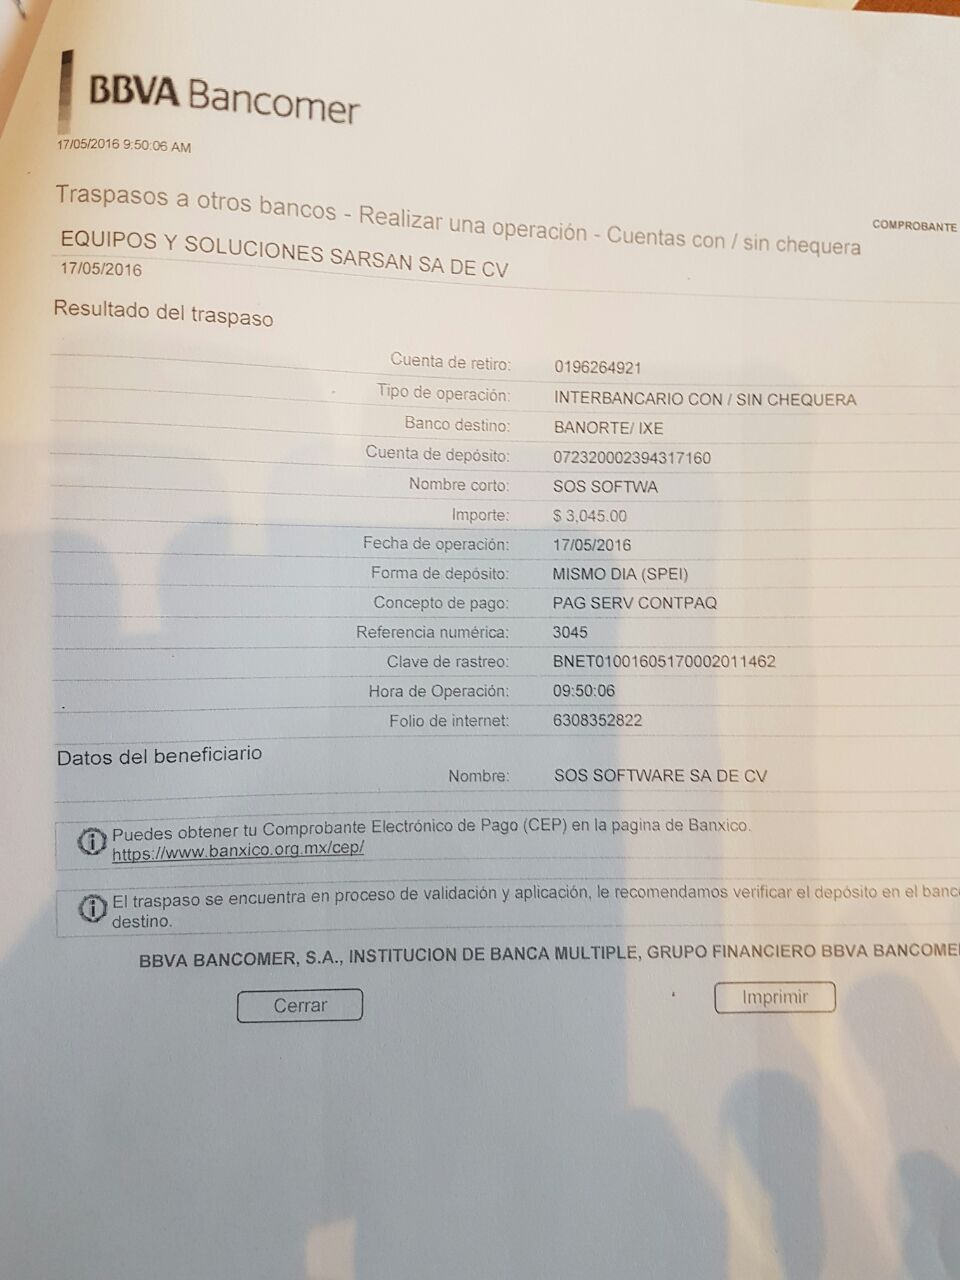 BBVA Bancomer
17/05/2016 9:50:06 AM
Traspasos a otros bancos - Realizar una operación - Cuentas con / sin chequera
COMPROBANTE
EQUIPOS Y SOLUCIONES SARSAN SA DE CV
17/05/2016
Resultado del traspaso
Cuenta de retiro: 0196264921
Tipo de operación: INTERBANCARIO CON / SIN CHEQUERA
Banco destino: BANORTE/ IXE
Cuenta de depósito: 072320002394317160
Nombre corto: SOS SOFTWA
Importe: $ 3,045.00
Fecha de operación: 17/05/2016
Forma de depósito: MISMO DIA (SPEI)
Concepto de pago: PAG SERV CONTPAQ
Referencia numérica: 3045
Clave de rastreo: BNET01001605170002011462
Hora de Operación: 09:50:06
Folio de internet: 6308352822
Datos del beneficiario
Nombre: SOS SOFTWARE SA DE CV
Puedes obtener tu Comprobante Electrónico de Pago (CEP) en la pagina de Banxico.
https://www.banxico.org.mx/cep/
El traspaso se encuentra en proceso de validación y aplicación, le recomendamos verificar el depósito en el banc
destino.
BBVA BANCOMER, S.A., INSTITUCION DE BANCA MULTIPLE, GRUPO FINANCIERO BBVA BANCOME
Cerrar
Imprimir